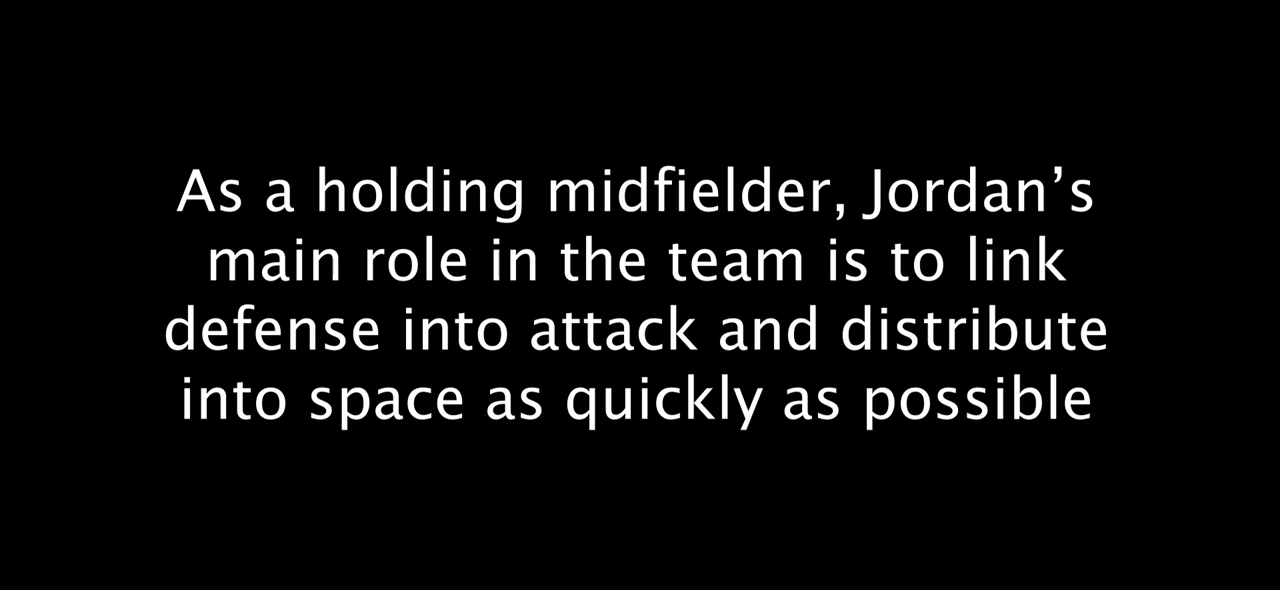 As a holding midfielder, Jordan’s
main role in the team is to link
defense into attack and distribute
into space as quickly as possible